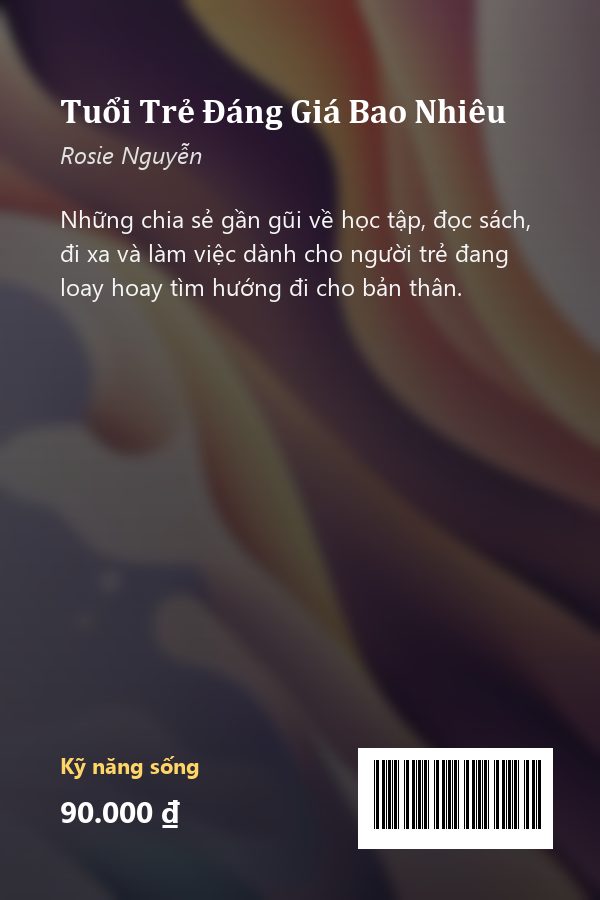 Tuổi Trẻ Đáng Giá Bao Nhiêu
Rosie Nguyễn
Những chia sẻ gần gũi về học tập, đọc sách,
đi xa và làm việc dành cho người trẻ đang
loay hoay tìm hướng đi cho bản thân.
Kỹ năng sống
90.000 ₫